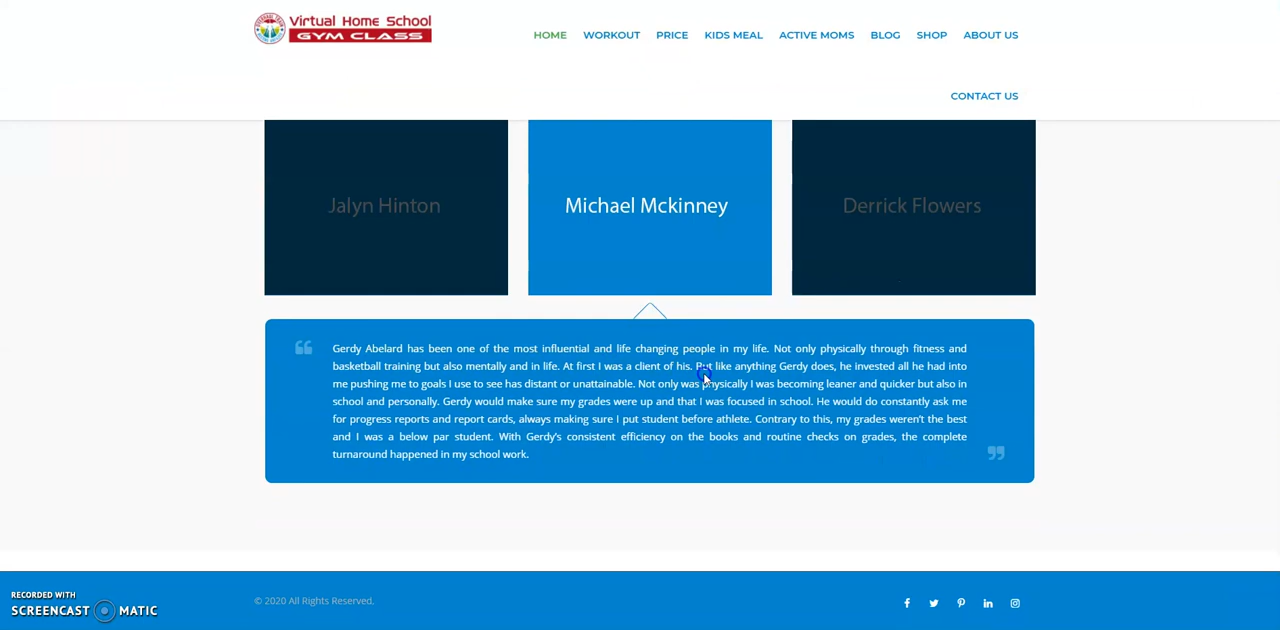 Virtual Home School
GYM CLASS
HOME WORKOUT PRICE KIDS MEAL ACTIVE MOMS BLOG SHOP ABOUT US
CONTACT US
Jalyn Hinton Michael Mckinney Derrick Flowers
Gerdy Abelard has been one of the most influential and life changing people in my life. Not only physically through fitness and
basketball training but also mentally and in life. At first I was a client of his. But like anything Gerdy does, he invested all he had into
me pushing me to goals I use to see has distant or unattainable. Not only was physically I was becoming leaner and quicker but also in
school and personally. Gerdy would make sure my grades were up and that I was focused in school. He would do constantly ask me
for progress reports and report cards, always making sure I put student before athlete. Contrary to this, my grades weren't the best
and I was a below par student. With Gerdy's consistent efficiency on the books and routine checks on grades, the complete
turnaround happened in my school work.
© 2020 All Rights Reserved.
RECORDED WITH
SCREENCAST MATIC